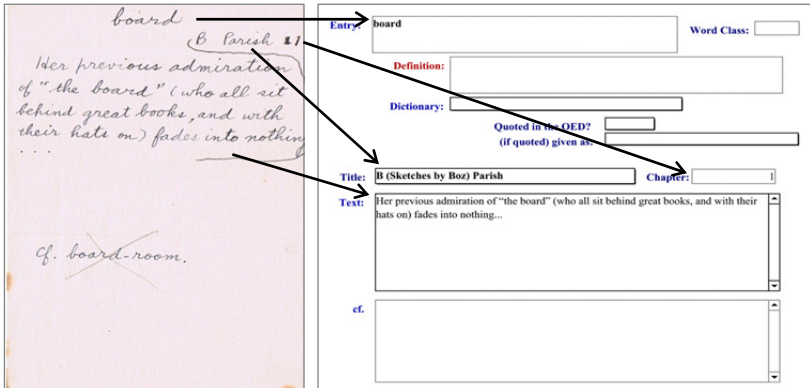 board
B Parish 11
Her previous admiration
of "the board" (who all sit
behind great books, and with
their hats on) fades into nothing
...
cf. board-room.
Entry: board
Word Class:
Definition:
Dictionary:
Quoted in the OED?
(if quoted) given as:
Title: B (Sketches by Boz) Parish
Chapter: 1
Text: Her previous admiration of “the board” (who all sit behind great books, and with their
hats on) fades into nothing...
cf.